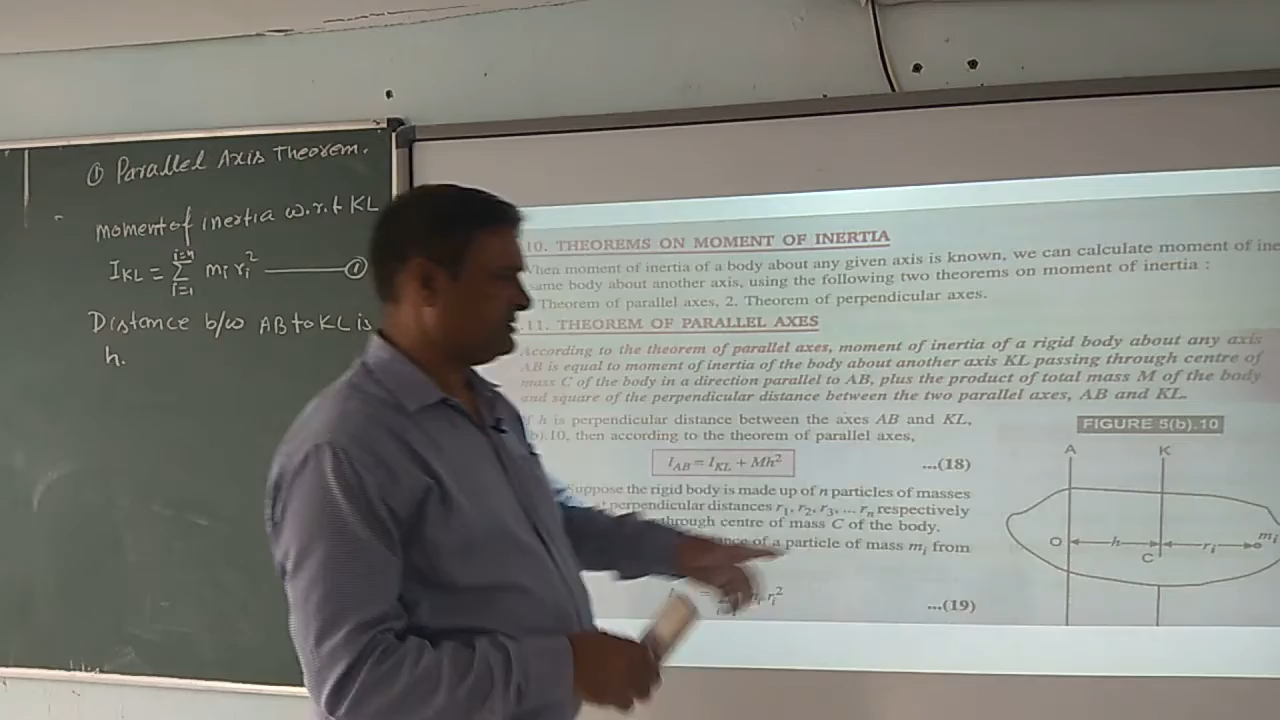 ① Parallel Axis Theorem.
moment of inertia w.r.t KL
I_KL = Σ_{i=1}^{i=n} m_i r_i² ——— ①
Distance b/w AB to KL is
h.
10. THEOREMS ON MOMENT OF INERTIA
When moment of inertia of a body about any given axis is known, we can calculate moment of
same body about another axis, using the following two theorems on moment of inertia :
Theorem of parallel axes, 2. Theorem of perpendicular axes.
.11. THEOREM OF PARALLEL AXES
According to the theorem of parallel axes, moment of inertia of a rigid body about any axis
AB is equal to moment of inertia of the body about another axis KL passing through centre of
mass C of the body in a direction parallel to AB, plus the product of total mass M of the body
and square of the perpendicular distance between the two parallel axes, AB and KL.
h is perpendicular distance between the axes AB and KL,
(b).10, then according to the theorem of parallel axes,
I_AB = I_KL + Mh² ...(18)
Suppose the rigid body is made up of n particles of masses
perpendicular distances r₁, r₂, r₃, ... rₙ respectively
through centre of mass C of the body.
of a particle of mass m_i from
= r_i² ...(19)
FIGURE 5(b).10
A K
O h C r_i m_i